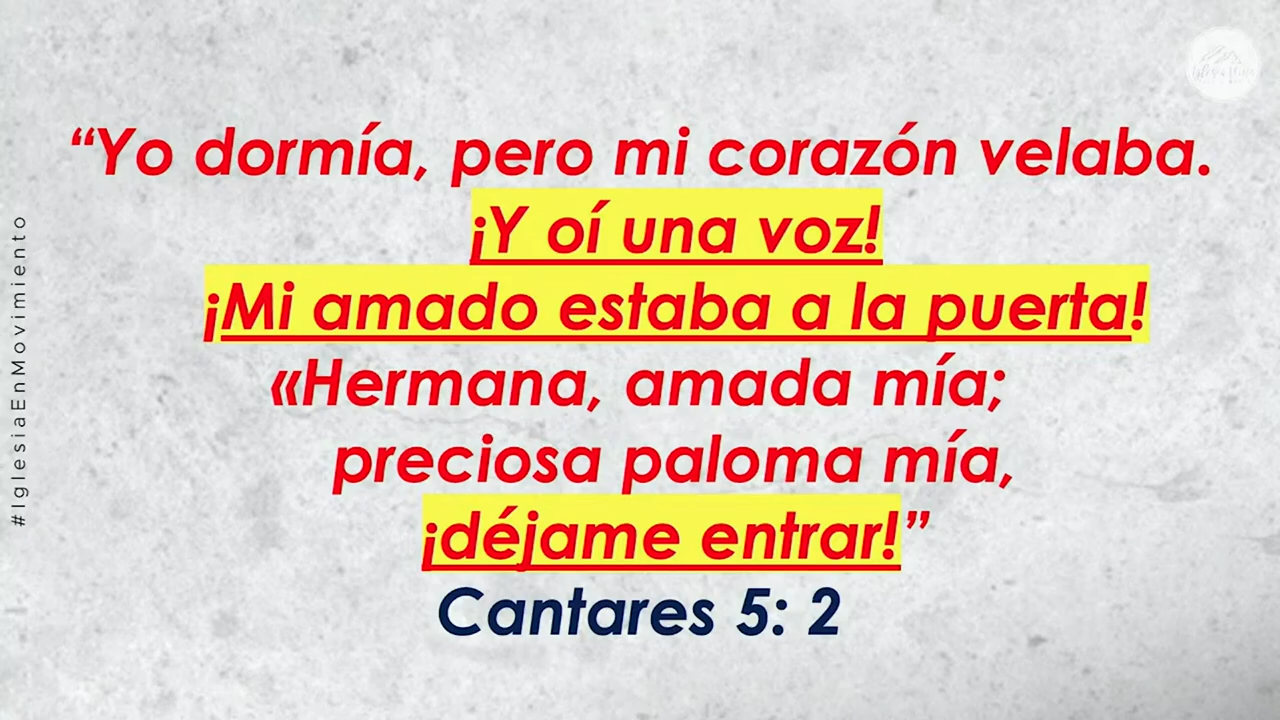 “Yo dormía, pero mi corazón velaba.
¡Y oí una voz!
¡Mi amado estaba a la puerta!
«Hermana, amada mía;
preciosa paloma mía,
¡déjame entrar!”
Cantares 5: 2
#IglesiaEnMovimiento